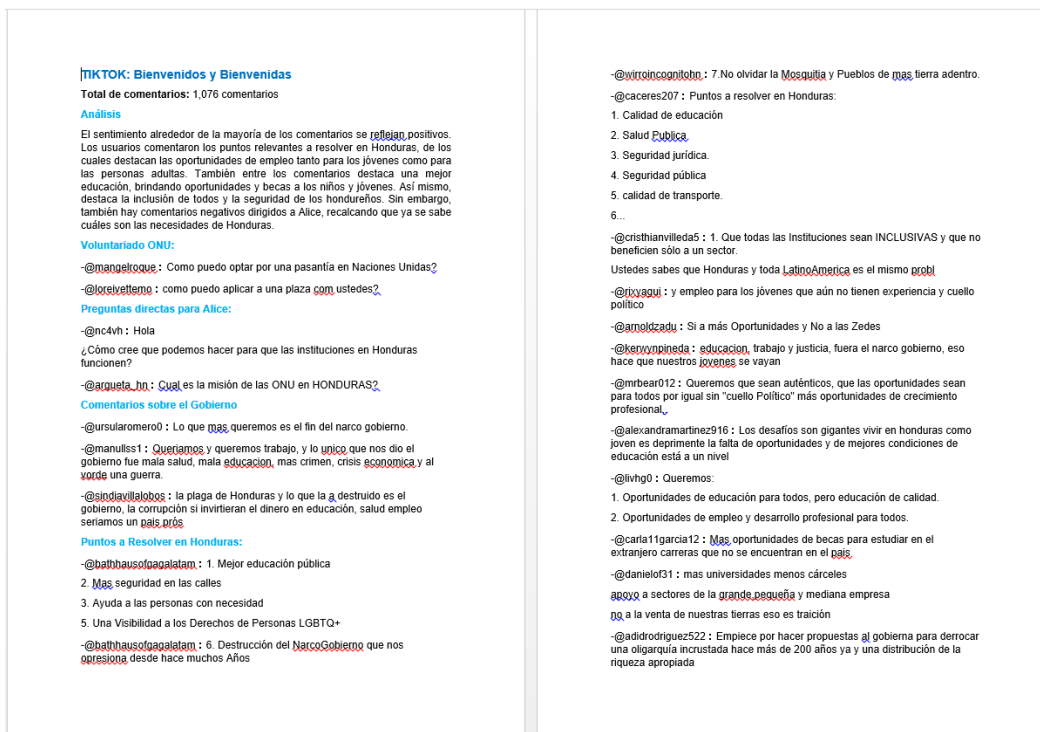 TIKTOK: Bienvenidos y Bienvenidas
Total de comentarios: 1,076 comentarios
Análisis
El sentimiento alrededor de la mayoría de los comentarios se reflejan positivos.
Los usuarios comentaron los puntos relevantes a resolver en Honduras, de los
cuales destacan las oportunidades de empleo tanto para los jóvenes como para
las personas adultas. También entre los comentarios destaca una mejor
educación, brindando oportunidades y becas a los niños y jóvenes. Así mismo,
destaca la inclusión de todos y la seguridad de los hondureños. Sin embargo,
también hay comentarios negativos dirigidos a Alice, recalcando que ya se sabe
cuáles son las necesidades de Honduras.
Voluntariado ONU:
-@mangelroque : Como puedo optar por una pasantía en Naciones Unidas?
-@loreivettemo : como puedo aplicar a una plaza com ustedes?
Preguntas directas para Alice:
-@nc4vh : Hola
¿Cómo cree que podemos hacer para que las instituciones en Honduras
funcionen?
-@argueta_hn : Cual es la misión de las ONU en HONDURAS?
Comentarios sobre el Gobierno
-@ursularomero0 : Lo que mas queremos es el fin del narco gobierno.
-@manullss1 : Queriamos y queremos trabajo, y lo unico que nos dio el
gobierno fue mala salud, mala educacion, mas crimen, crisis economica y al
vorde una guerra.
-@sindiavillalobos : la plaga de Honduras y lo que la a destruido es el
gobierno, la corrupción si invirtieran el dinero en educación, salud empleo
seriamos un pais prós
Puntos a Resolver en Honduras:
-@bathhausofgagalatam : 1. Mejor educación pública
2. Mas seguridad en las calles
3. Ayuda a las personas con necesidad
5. Una Visibilidad a los Derechos de Personas LGBTQ+
-@bathhausofgagalatam : 6. Destrucción del NarcoGobierno que nos
opresiona desde hace muchos Años
-@wirroincognitohn : 7.No olvidar la Mosquitia y Pueblos de mas tierra adentro.
-@caceres207 : Puntos a resolver en Honduras:
1. Calidad de educación
2. Salud Publica.
3. Seguridad jurídica.
4. Seguridad pública
5. calidad de transporte.
6...
-@cristhianvilleda5 : 1. Que todas las Instituciones sean INCLUSIVAS y que no
beneficien sólo a un sector.
Ustedes sabes que Honduras y toda LatinoAmerica es el mismo probl
-@rixyagui : y empleo para los jóvenes que aún no tienen experiencia y cuello
político
-@arnoldzadu : Si a más Oportunidades y No a las Zedes
-@kerwynpineda : educacion, trabajo y justicia, fuera el narco gobierno, eso
hace que nuestros jovenes se vayan
-@mrbear012 : Queremos que sean auténticos, que las oportunidades sean
para todos por igual sin "cuello Político" más oportunidades de crecimiento
profesional,.
-@alexandramartinez916 : Los desafíos son gigantes vivir en honduras como
joven es deprimente la falta de oportunidades y de mejores condiciones de
educación está a un nivel
-@livhg0 : Queremos:
1. Oportunidades de educación para todos, pero educación de calidad.
2. Oportunidades de empleo y desarrollo profesional para todos.
-@carla11garcia12 : Mas oportunidades de becas para estudiar en el
extranjero carreras que no se encuentran en el pais
-@danielof31 : mas universidades menos cárceles
apoyo a sectores de la grande,pequeña y mediana empresa
no a la venta de nuestras tierras eso es traición
-@adidrodriguez522 : Empiece por hacer propuestas al gobierna para derrocar
una oligarquía incrustada hace más de 200 años ya y una distribución de la
riqueza apropiada